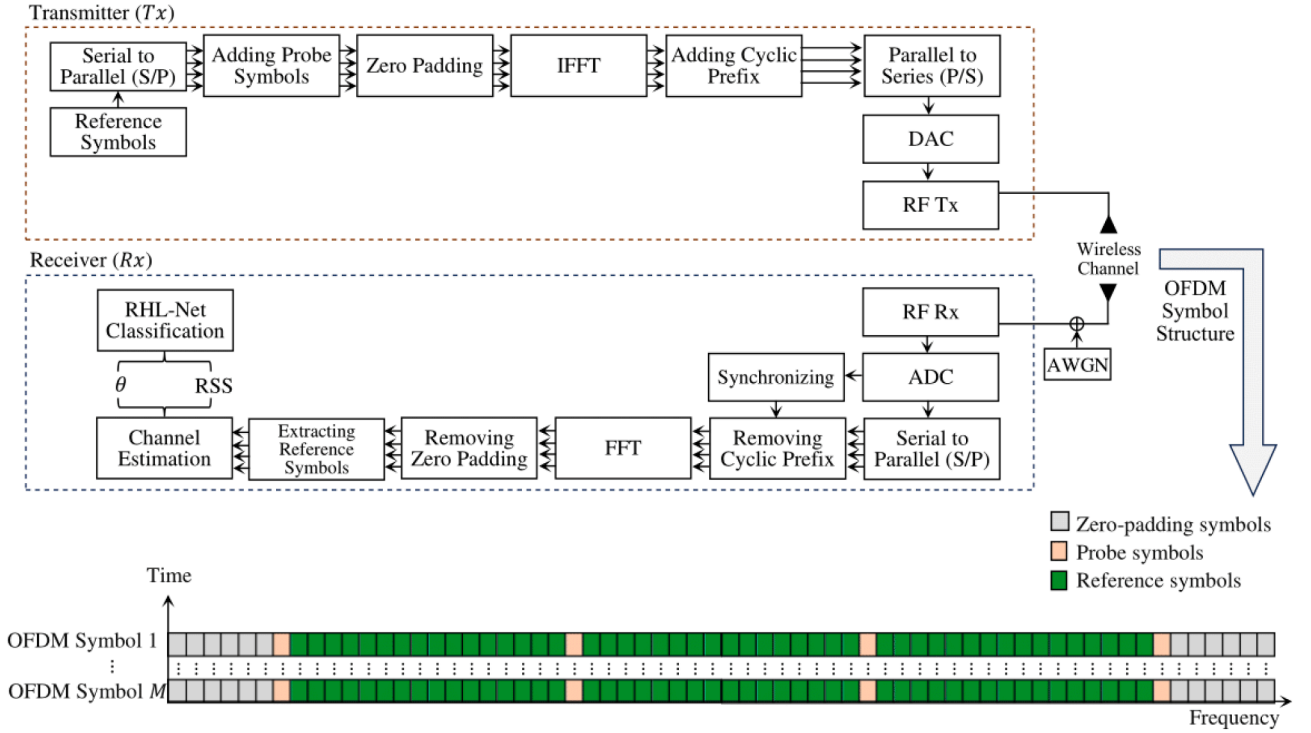 Transmitter (Tx)
Serial to
Parallel (S/P)
Adding Probe
Symbols
Zero Padding
IFFT
Adding Cyclic
Prefix
Parallel to
Series (P/S)
Reference
Symbols
DAC
RF Tx
Wireless
Channel
Receiver (Rx)
RHL-Net
Classification
RF Rx
OFDM
Symbol
Structure
AWGN
θ
RSS
Synchronizing
ADC
Channel
Estimation
Extracting
Reference
Symbols
Removing
Zero Padding
FFT
Removing
Cyclic Prefix
Serial to
Parallel (S/P)
Zero-padding symbols
Probe symbols
Reference symbols
Time
OFDM Symbol 1
⋮
OFDM Symbol M
Frequency